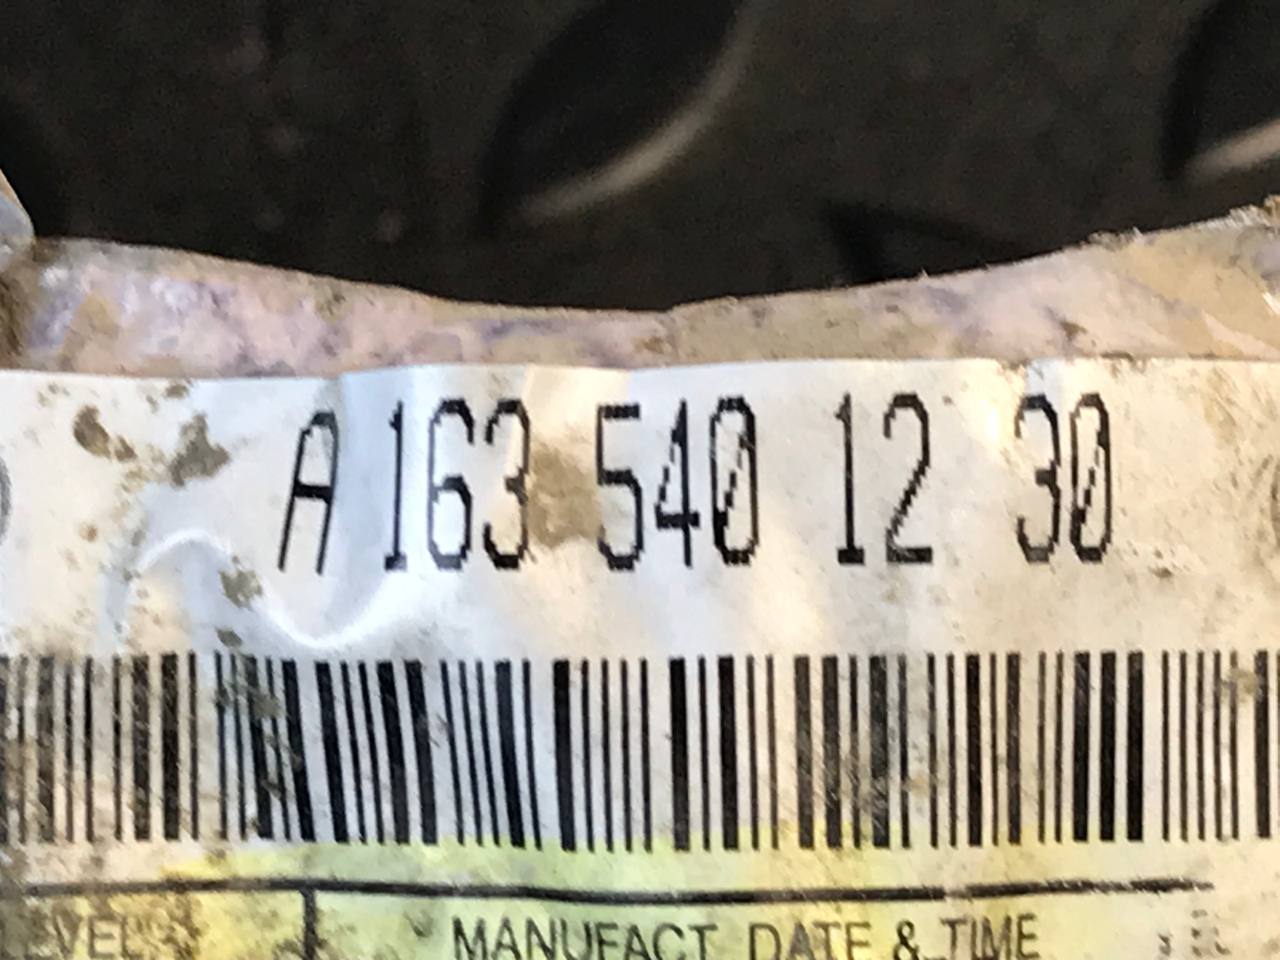 A 163 540 12 30
MANUFACT DATE & TIME